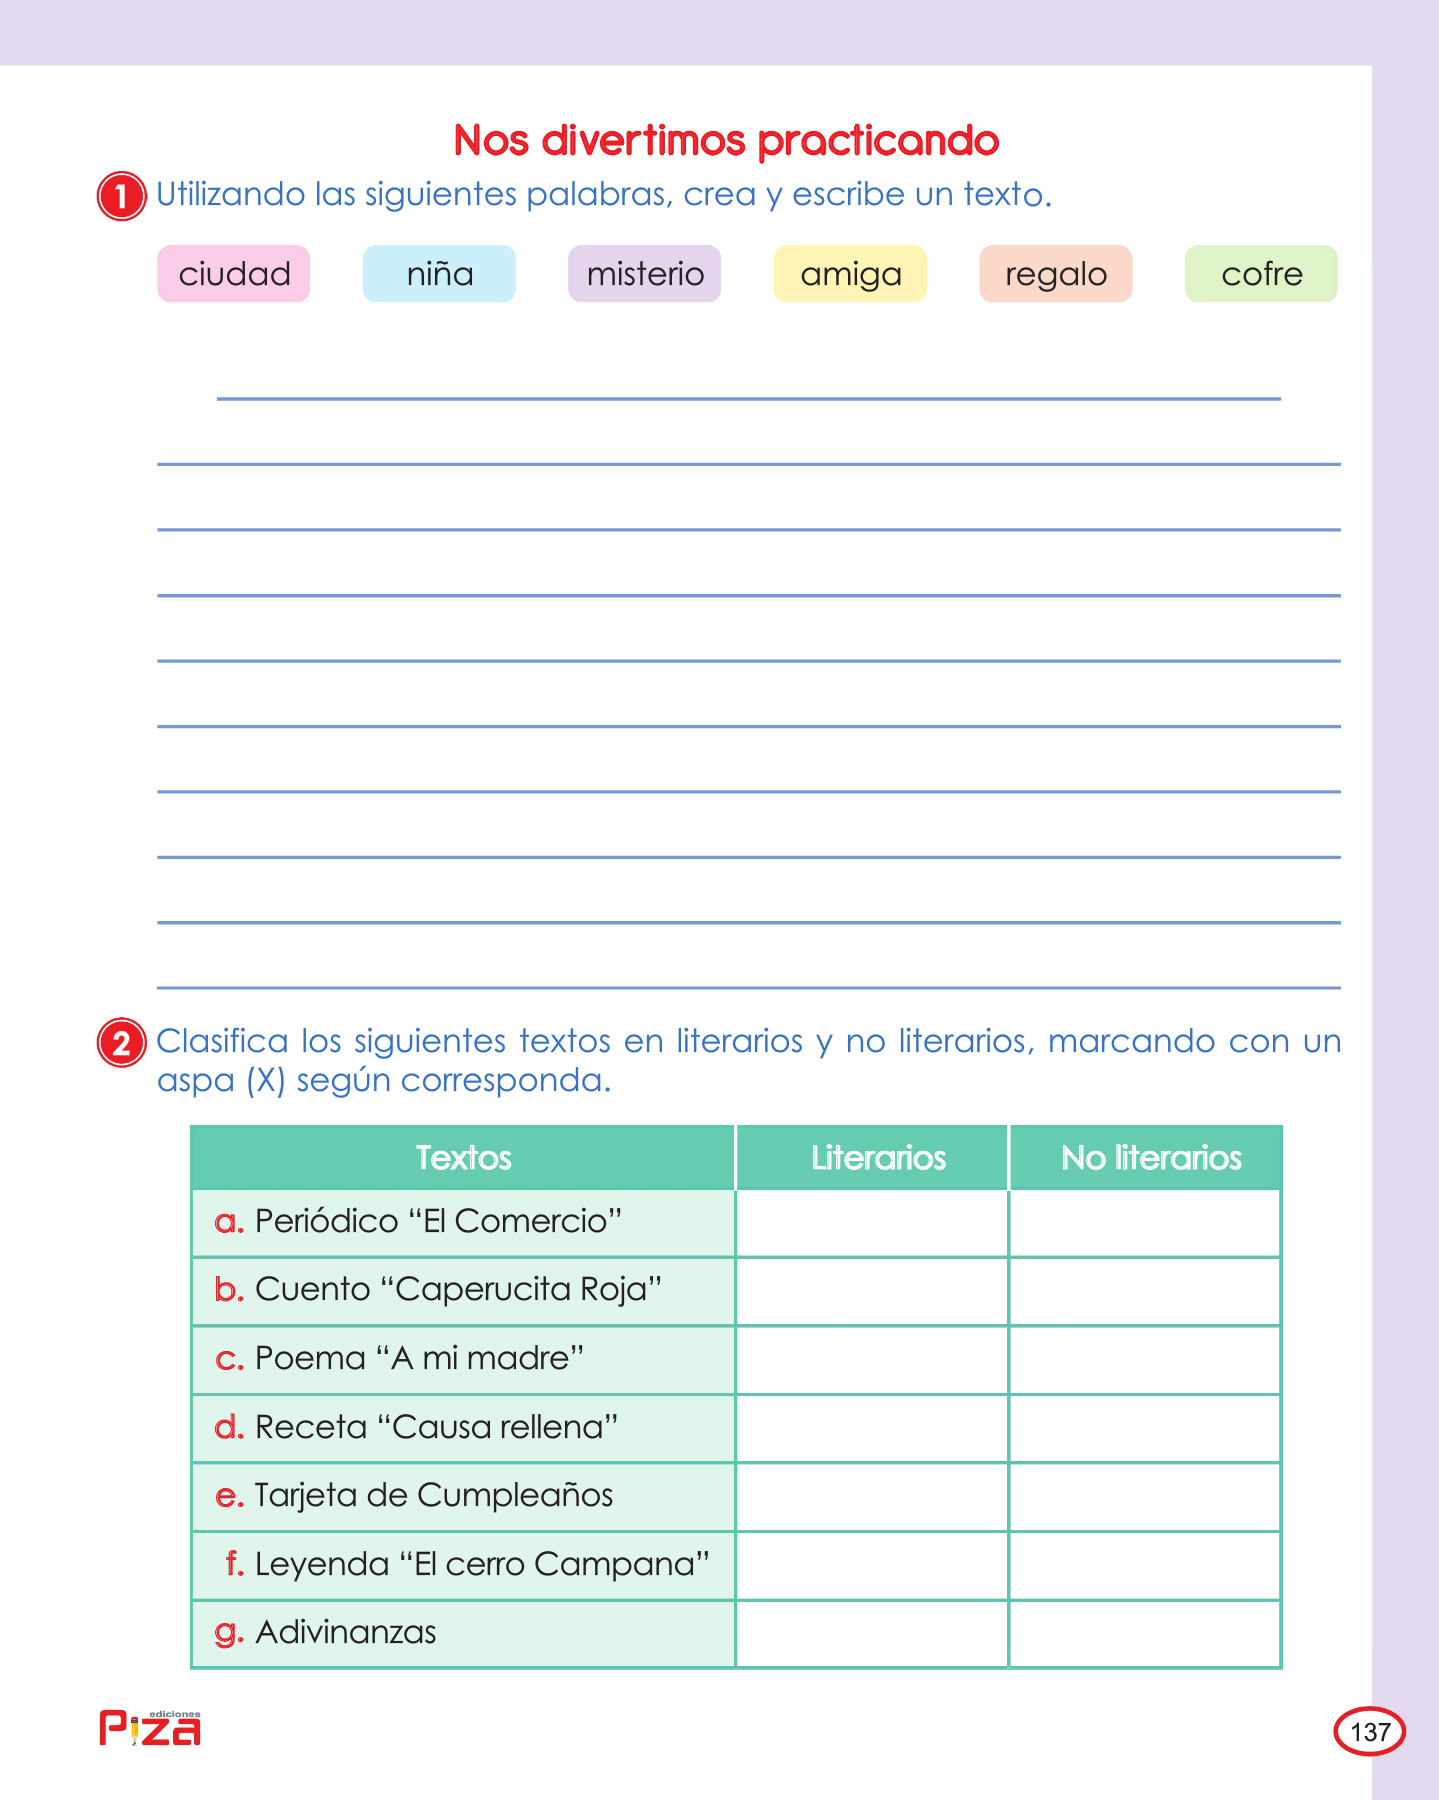 Nos divertimos practicando
1 Utilizando las siguientes palabras, crea y escribe un texto.
ciudad niña misterio amiga regalo cofre
2 Clasifica los siguientes textos en literarios y no literarios, marcando con un
aspa (X) según corresponda.
Textos Literarios No literarios
a. Periódico “El Comercio”
b. Cuento “Caperucita Roja”
c. Poema “A mi madre”
d. Receta “Causa rellena”
e. Tarjeta de Cumpleaños
f. Leyenda “El cerro Campana”
g. Adivinanzas
ediciones
Piza
137